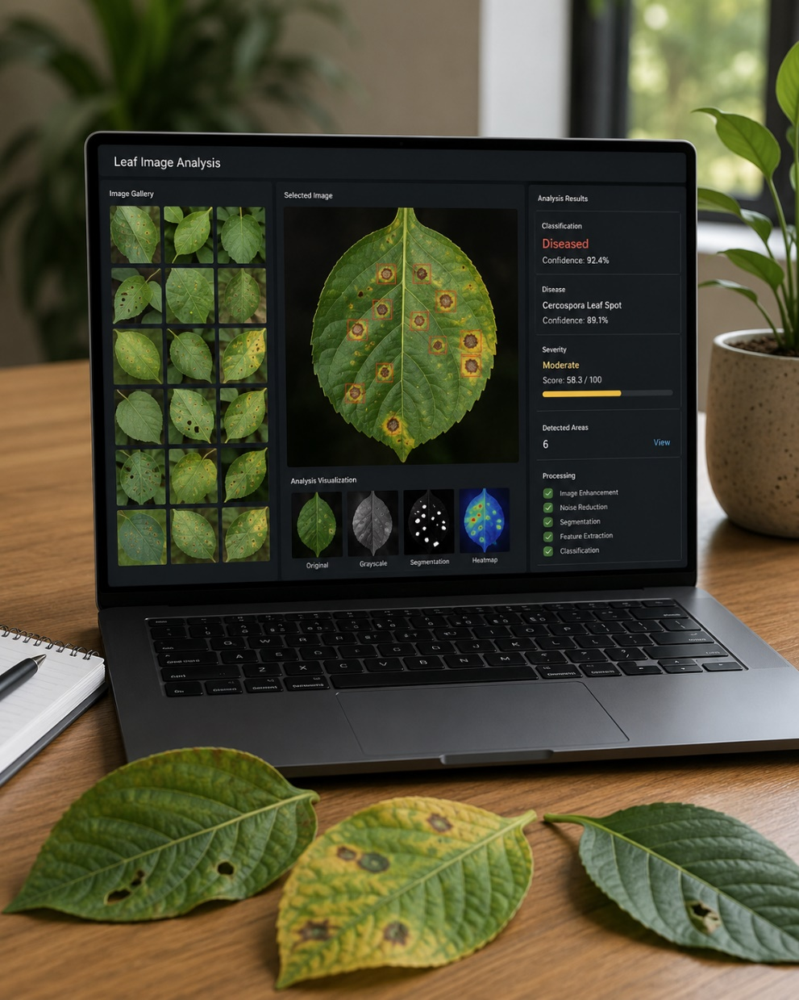 Leaf Image Analysis
Image Gallery
Selected Image
Analysis Visualization
Original
Grayscale
Segmentation
Heatmap
Analysis Results
Classification
Diseased
Confidence: 92.4%
Disease
Cercospora Leaf Spot
Confidence: 89.1%
Severity
Moderate
Score: 58.3 / 100
Detected Areas
6
View
Processing
Image Enhancement
Noise Reduction
Segmentation
Feature Extraction
Classification
Q W R
A
Z X C V B N M